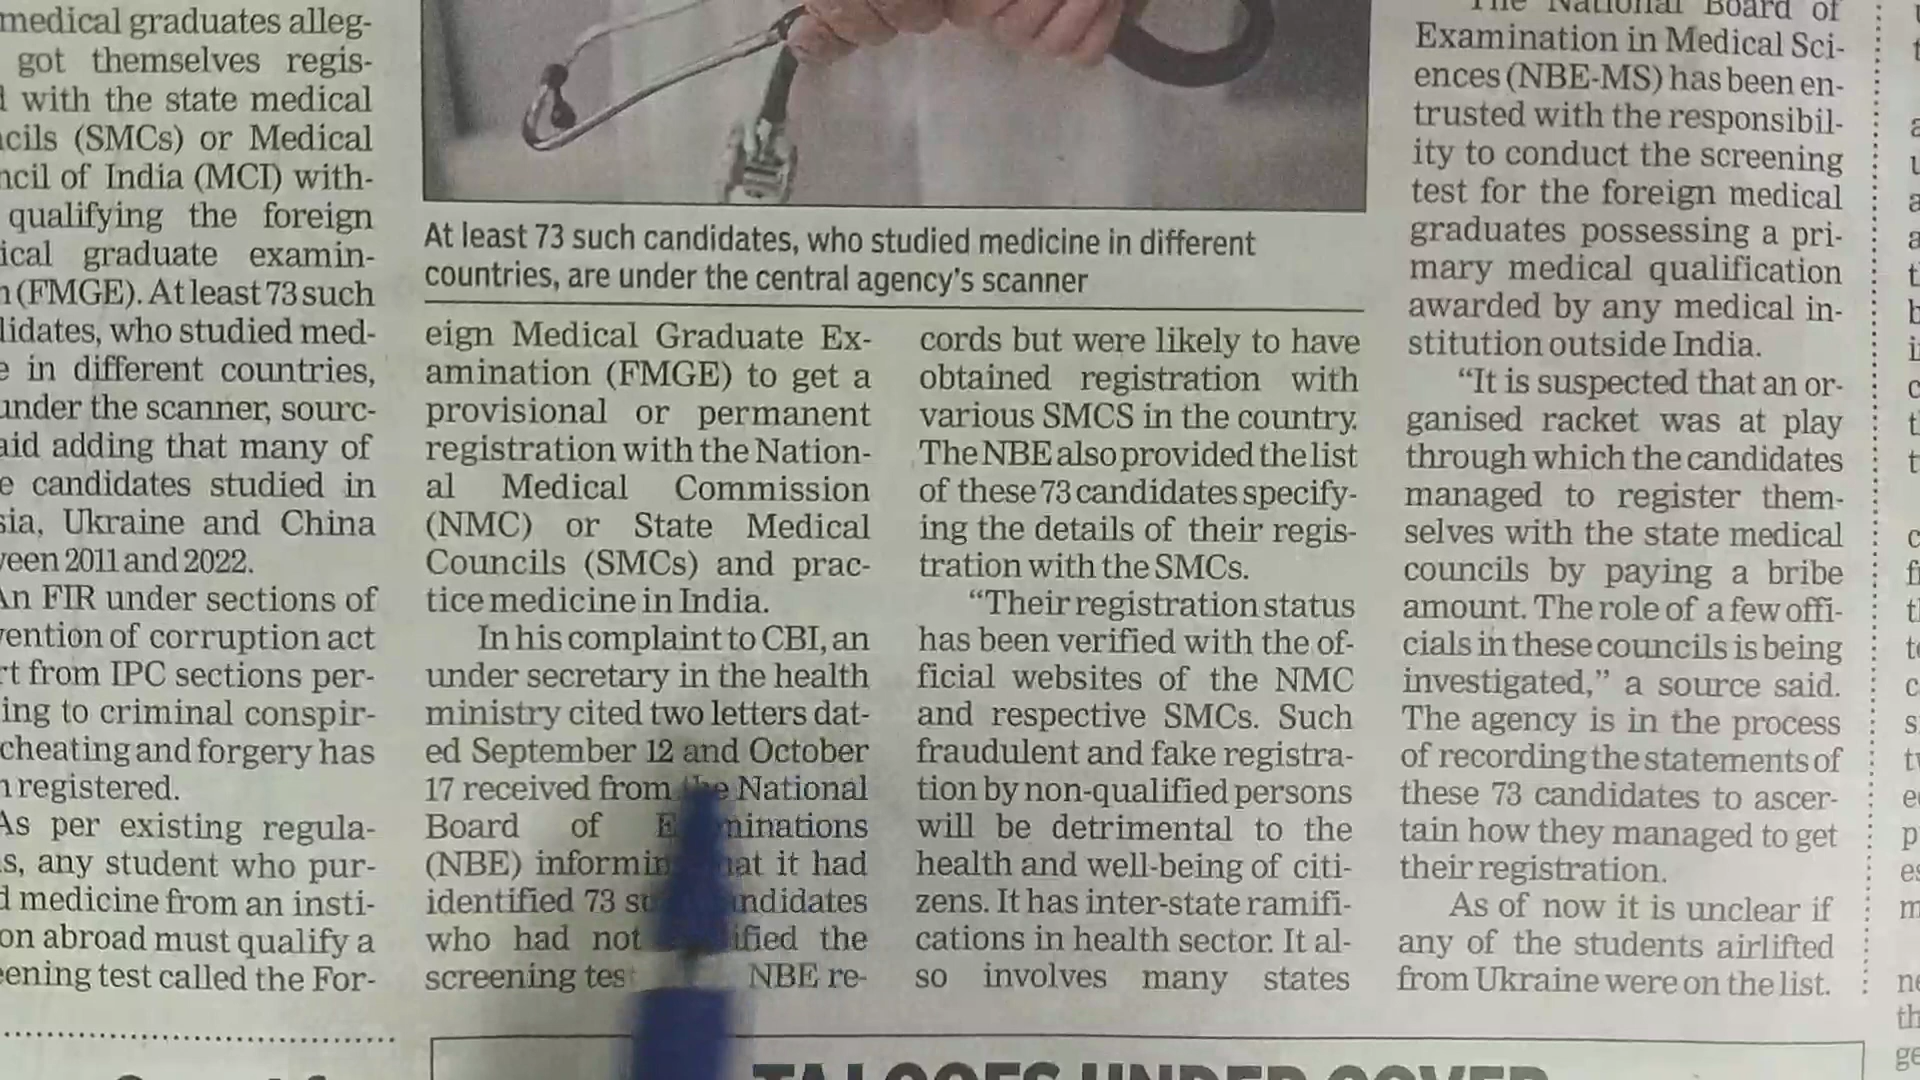 medical graduates alleg-
got themselves regis-
with the state medical
(SMCs) or Medical
of India (MCI) with-
qualifying the foreign
graduate examin-
(FMGE). At least 73 such
who studied med-
in different countries,
under the scanner, sourc-
adding that many of
candidates studied in
Ukraine and China
2011 and 2022.
An FIR under sections of
of corruption act
from IPC sections per-
to criminal conspir-
cheating and forgery has
registered.
As per existing regula-
any student who pur-
medicine from an insti-
abroad must qualify a
test called the For-
At least 73 such candidates, who studied medicine in different
countries, are under the central agency's scanner
eign Medical Graduate Ex-
amination (FMGE) to get a
provisional or permanent
registration with the Nation-
al Medical Commission
(NMC) or State Medical
Councils (SMCs) and prac-
tice medicine in India.
In his complaint to CBI, an
under secretary in the health
ministry cited two letters dat-
ed September 12 and October
17 received from the National
Board of Examinations
(NBE) informing that it had
identified 73 such candidates
who had not qualified the
screening test NBE re-
cords but were likely to have
obtained registration with
various SMCS in the country.
The NBE also provided the list
of these 73 candidates specify-
ing the details of their regis-
tration with the SMCs.
“Their registration status
has been verified with the of-
ficial websites of the NMC
and respective SMCs. Such
fraudulent and fake registra-
tion by non-qualified persons
will be detrimental to the
health and well-being of citi-
zens. It has inter-state ramifi-
cations in health sector. It al-
so involves many states
The National Board of
Examination in Medical Sci-
ences (NBE-MS) has been en-
trusted with the responsibil-
ity to conduct the screening
test for the foreign medical
graduates possessing a pri-
mary medical qualification
awarded by any medical in-
stitution outside India.
“It is suspected that an or-
ganised racket was at play
through which the candidates
managed to register them-
selves with the state medical
councils by paying a bribe
amount. The role of a few offi-
cials in these councils is being
investigated,” a source said.
The agency is in the process
of recording the statements of
these 73 candidates to ascer-
tain how they managed to get
their registration.
As of now it is unclear if
any of the students airlifted
from Ukraine were on the list.
UNDER COVER